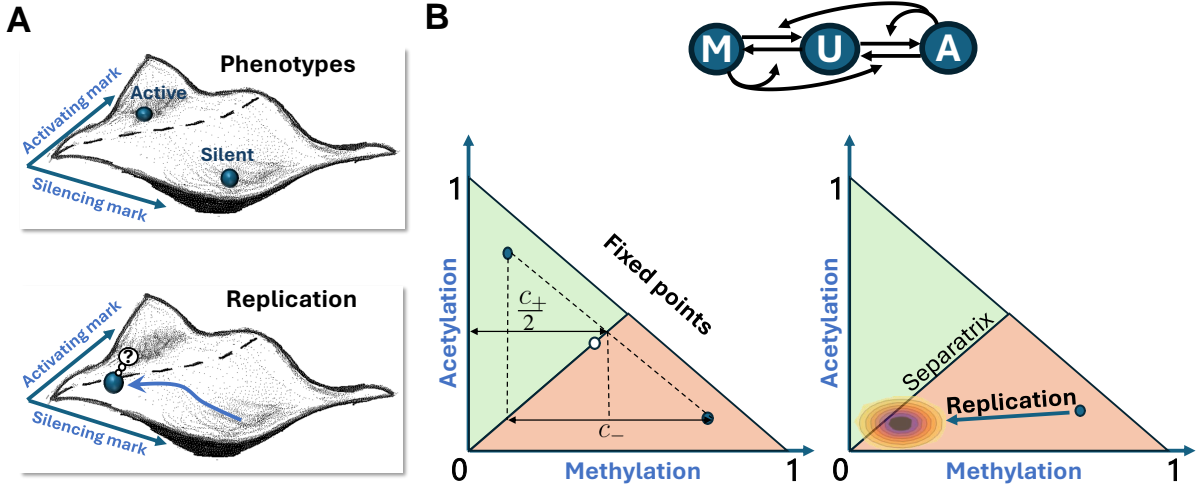 A
Phenotypes
Active
Silent
Activating mark
Silencing mark
Replication
?
Activating mark
Silencing mark
B
M U A
1
Acetylation
Fixed points
c₊
2
c₋
0
Methylation
1
1
Acetylation
Separatrix
Replication
0
Methylation
1